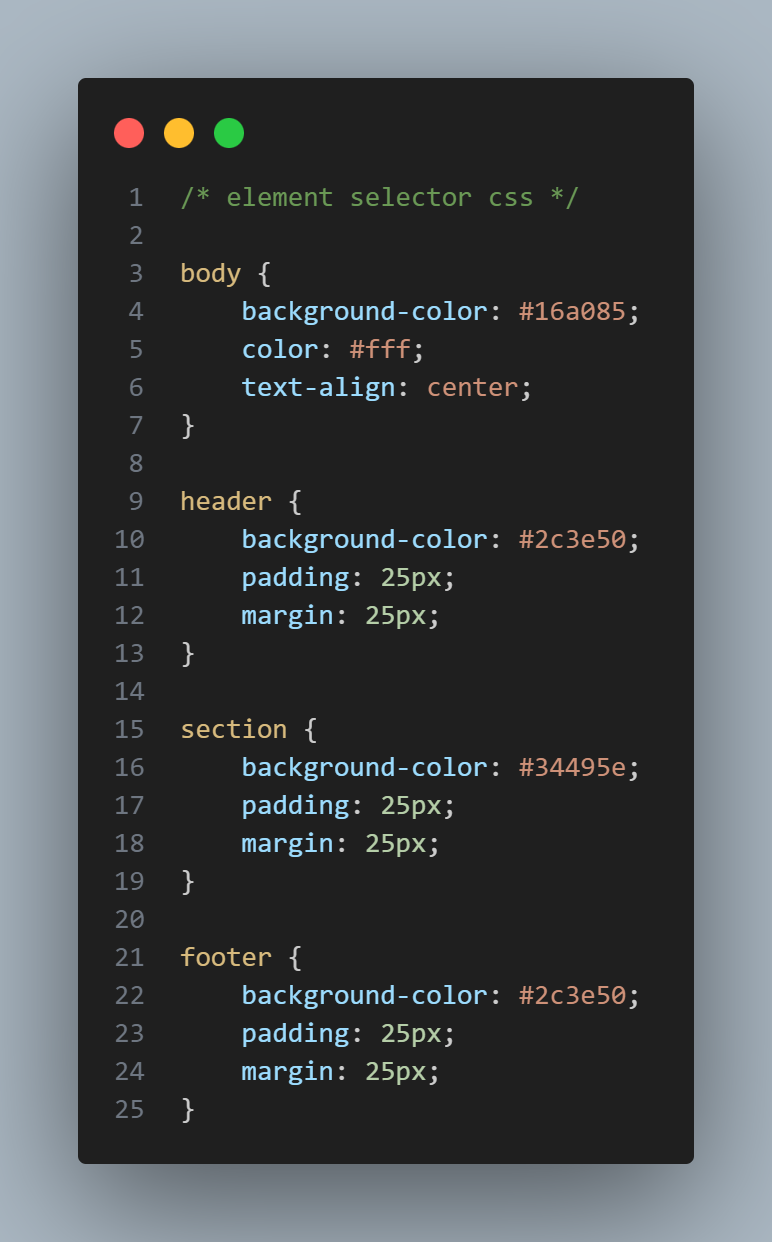 1 /* element selector css */
2
3 body {
4     background-color: #16a085;
5     color: #fff;
6     text-align: center;
7 }
8
9 header {
10     background-color: #2c3e50;
11     padding: 25px;
12     margin: 25px;
13 }
14
15 section {
16     background-color: #34495e;
17     padding: 25px;
18     margin: 25px;
19 }
20
21 footer {
22     background-color: #2c3e50;
23     padding: 25px;
24     margin: 25px;
25 }